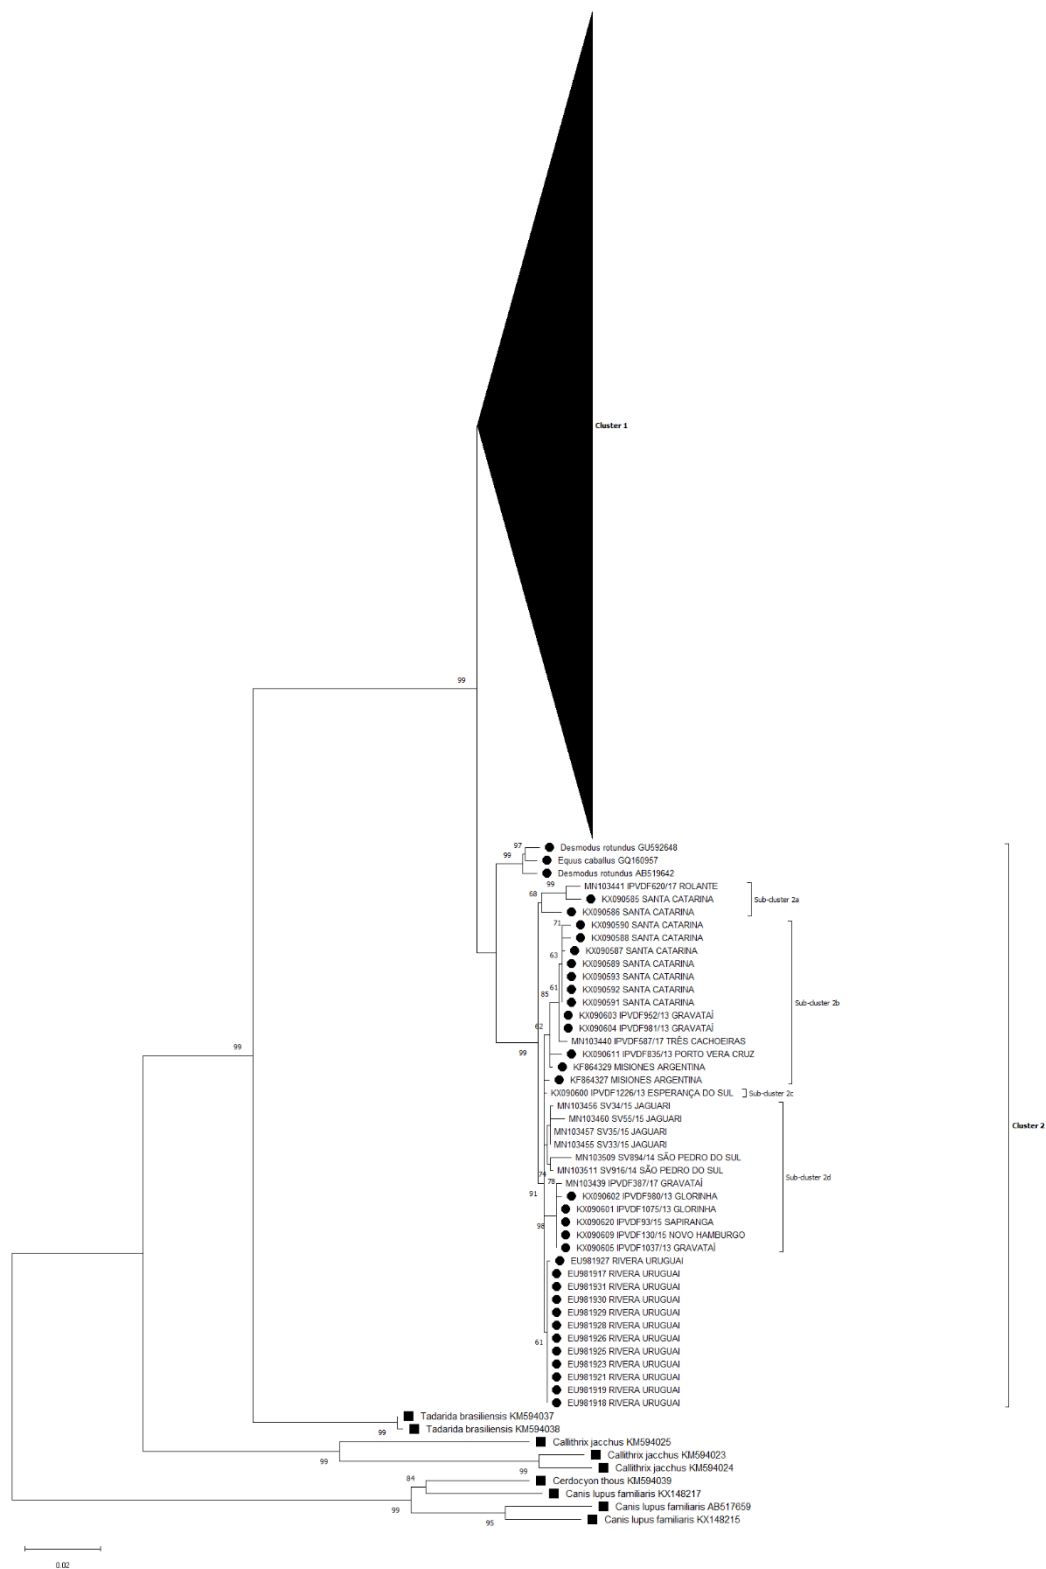 Cluster 1
99
97
Desmodus rotundus GU592648
99
Equus caballus GQ160957
Desmodus rotundus AB519642
99
MN103441 IPVDF620/17 ROLANTE
68
KX090585 SANTA CATARINA
Sub-cluster 2a
KX090586 SANTA CATARINA
71
KX090590 SANTA CATARINA
KX090588 SANTA CATARINA
63
KX090587 SANTA CATARINA
KX090589 SANTA CATARINA
KX090593 SANTA CATARINA
61
KX090592 SANTA CATARINA
85
KX090591 SANTA CATARINA
Sub-cluster 2b
KX090603 IPVDF952/13 GRAVATAÍ
62
KX090604 IPVDF981/13 GRAVATAÍ
MN103440 IPVDF587/17 TRÊS CACHOEIRAS
99
KX090611 IPVDF835/13 PORTO VERA CRUZ
KF864329 MISIONES ARGENTINA
KF864327 MISIONES ARGENTINA
KX090600 IPVDF1226/13 ESPERANÇA DO SUL
Sub-cluster 2c
MN103456 SV34/15 JAGUARI
MN103460 SV55/15 JAGUARI
Cluster 2
MN103457 SV35/15 JAGUARI
MN103455 SV33/15 JAGUARI
MN103509 SV894/14 SÃO PEDRO DO SUL
74
MN103511 SV916/14 SÃO PEDRO DO SUL
Sub-cluster 2d
78
MN103439 IPVDF387/17 GRAVATAÍ
91
KX090602 IPVDF980/13 GLORINHA
KX090601 IPVDF1075/13 GLORINHA
98
KX090620 IPVDF93/15 SAPIRANGA
KX090609 IPVDF130/15 NOVO HAMBURGO
KX090605 IPVDF1037/13 GRAVATAÍ
EU981927 RIVERA URUGUAI
EU981917 RIVERA URUGUAI
EU981931 RIVERA URUGUAI
EU981930 RIVERA URUGUAI
EU981929 RIVERA URUGUAI
EU981928 RIVERA URUGUAI
EU981926 RIVERA URUGUAI
61
EU981925 RIVERA URUGUAI
EU981923 RIVERA URUGUAI
EU981921 RIVERA URUGUAI
EU981919 RIVERA URUGUAI
EU981918 RIVERA URUGUAI
99
Tadarida brasiliensis KM594037
99
Tadarida brasiliensis KM594038
Callithrix jacchus KM594025
99
Callithrix jacchus KM594023
99
Callithrix jacchus KM594024
84
Cerdocyon thous KM594039
Canis lupus familiaris KX148217
99
Canis lupus familiaris AB517659
95
Canis lupus familiaris KX148215
0.02